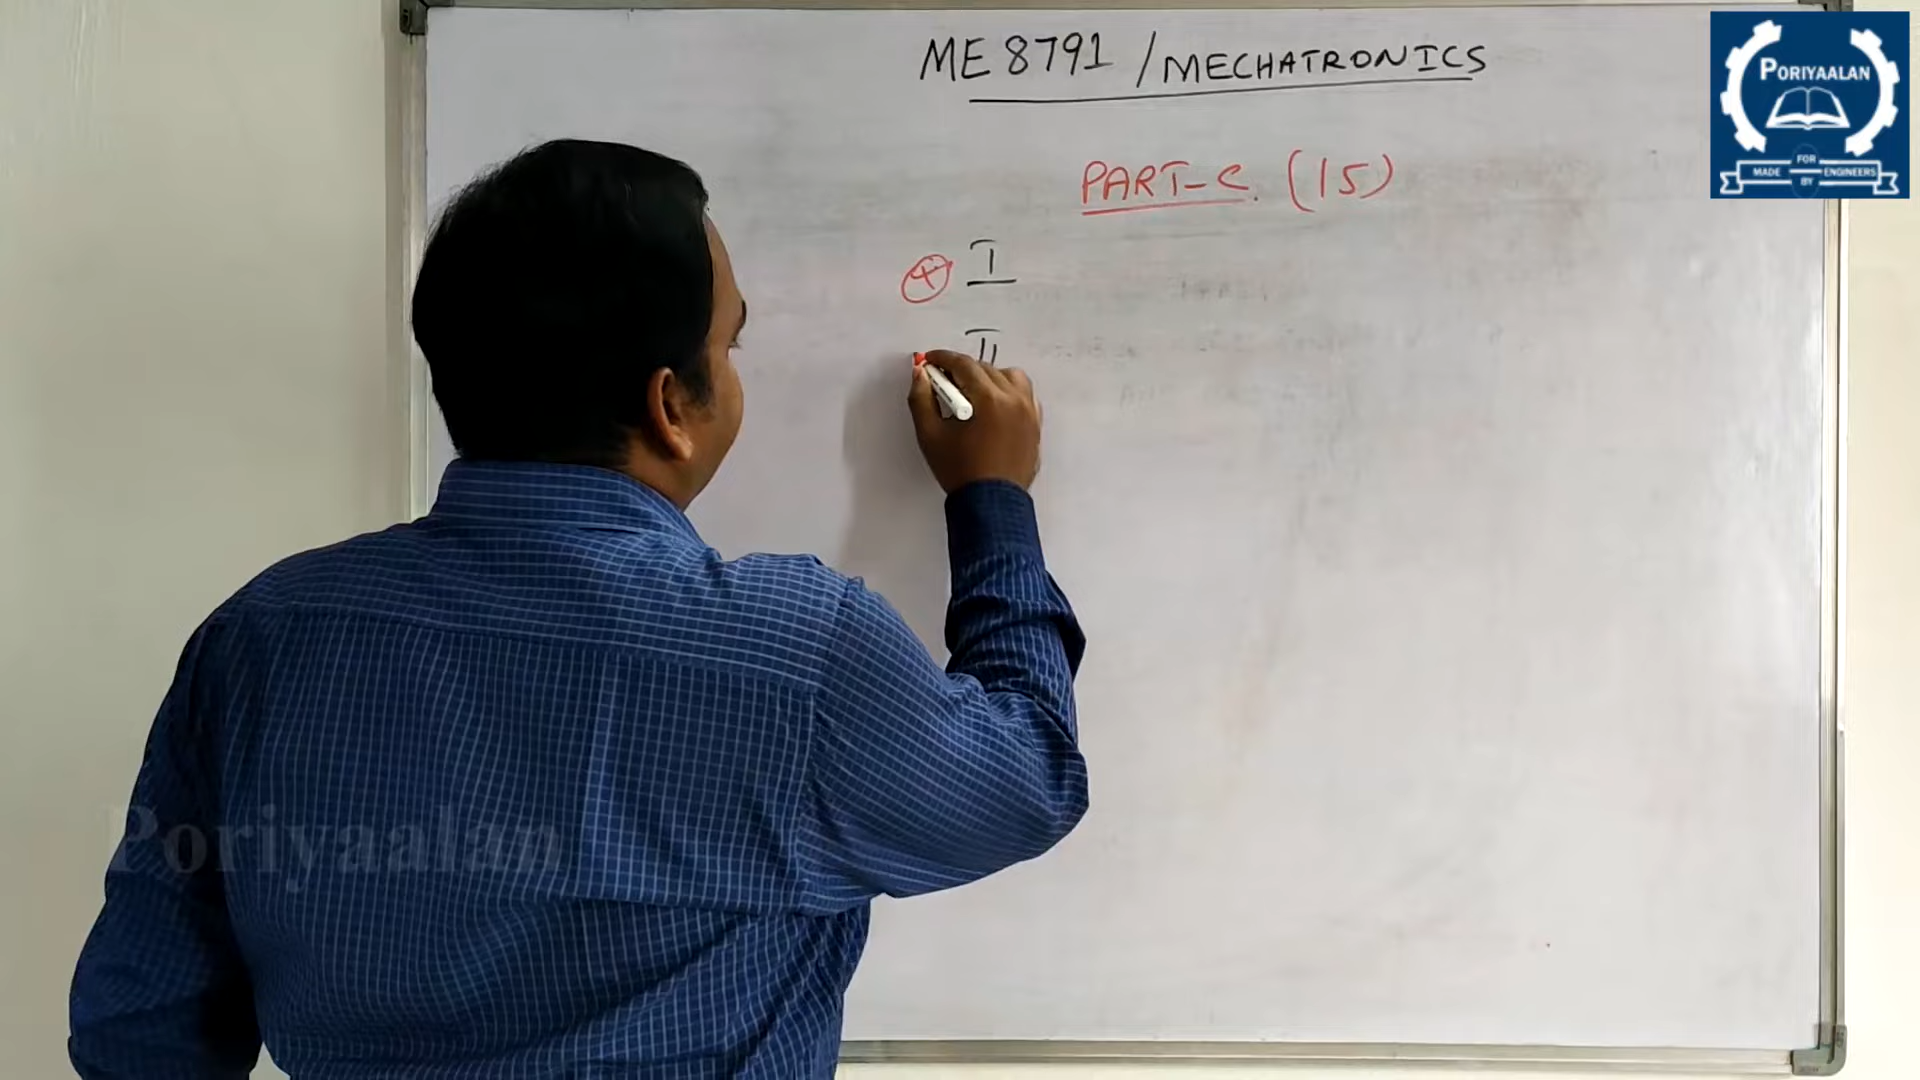 ME 8791 / MECHATRONICS
PORIYAALAN
FOR
MADE BY ENGINEERS
PART-C. (15)
I
II
Poriyaalan